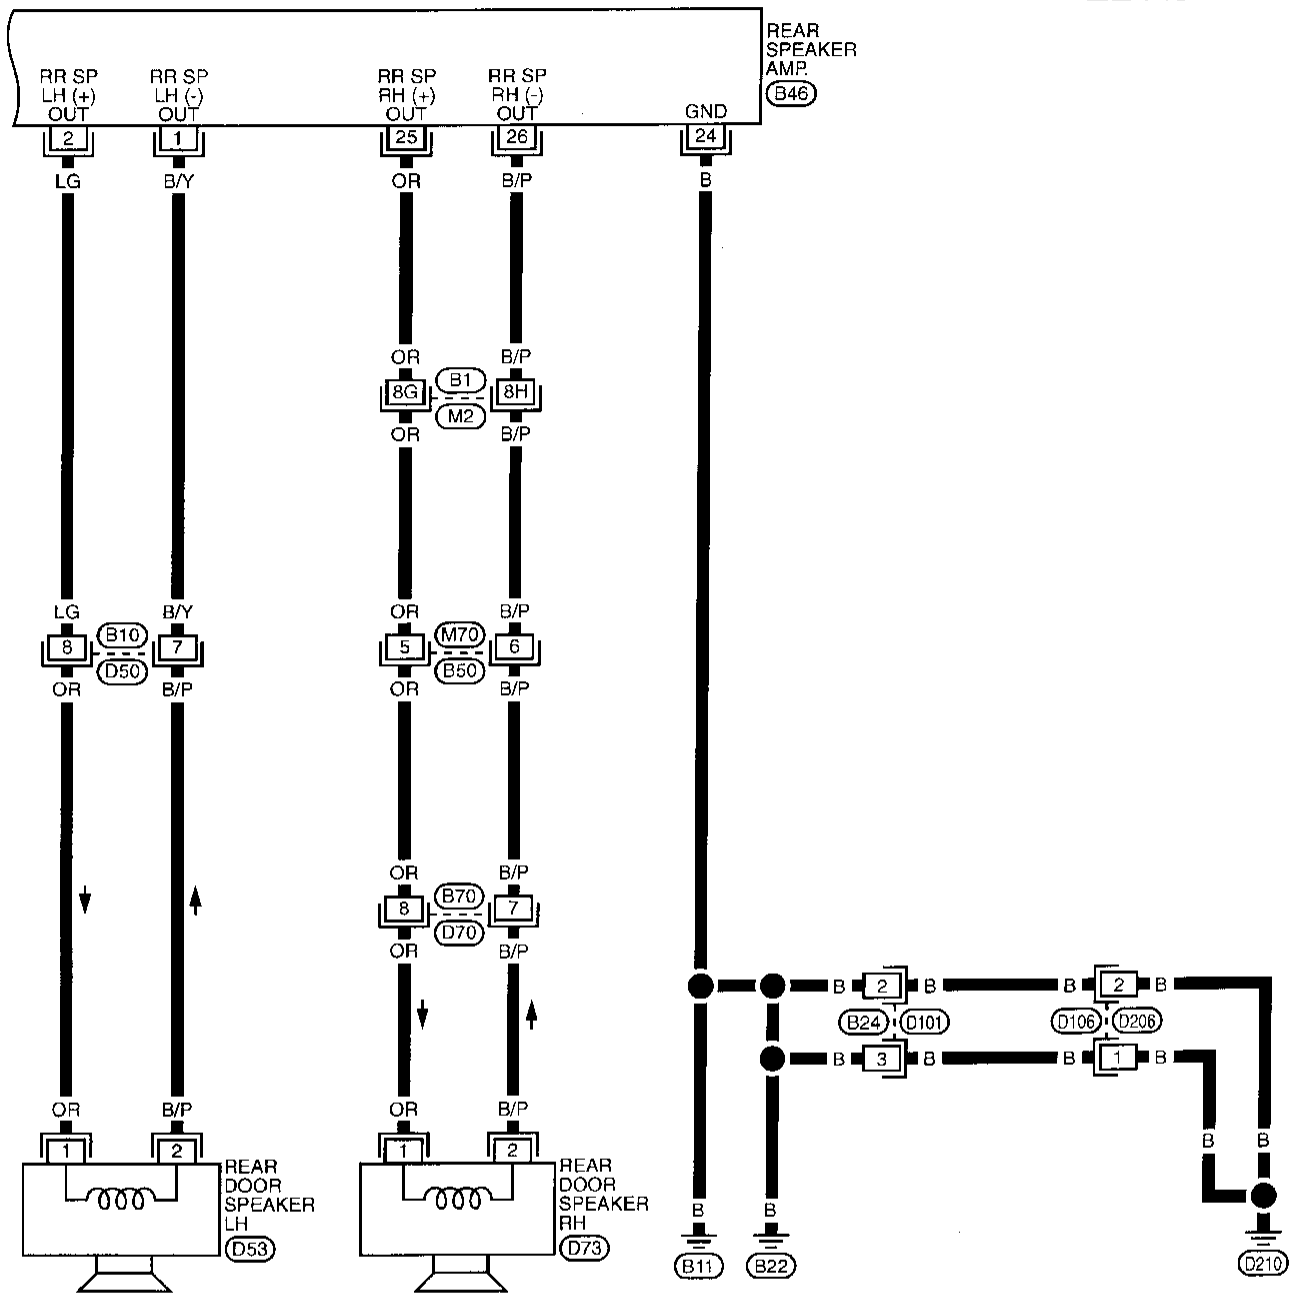 REAR
SPEAKER
AMP.
B46
RR SP
LH (+)
OUT
RR SP
LH (-)
OUT
RR SP
RH (+)
OUT
RR SP
RH (-)
OUT
GND
2
1
25
26
24
LG
B/Y
OR
B/P
B
OR
B/P
8G
B1
M2
8H
OR
B/P
LG
B/Y
OR
B/P
8
B10
D50
7
5
M70
B50
6
OR
B/P
OR
B/P
OR
B/P
8
B70
D70
7
OR
B/P
B
2
B
B
2
B
B24
D101
D106
D206
B
3
B
B
1
B
OR
B/P
OR
B/P
B
B
1
2
1
2
REAR
DOOR
SPEAKER
LH
D53
REAR
DOOR
SPEAKER
RH
D73
B
B
B11
B22
D210